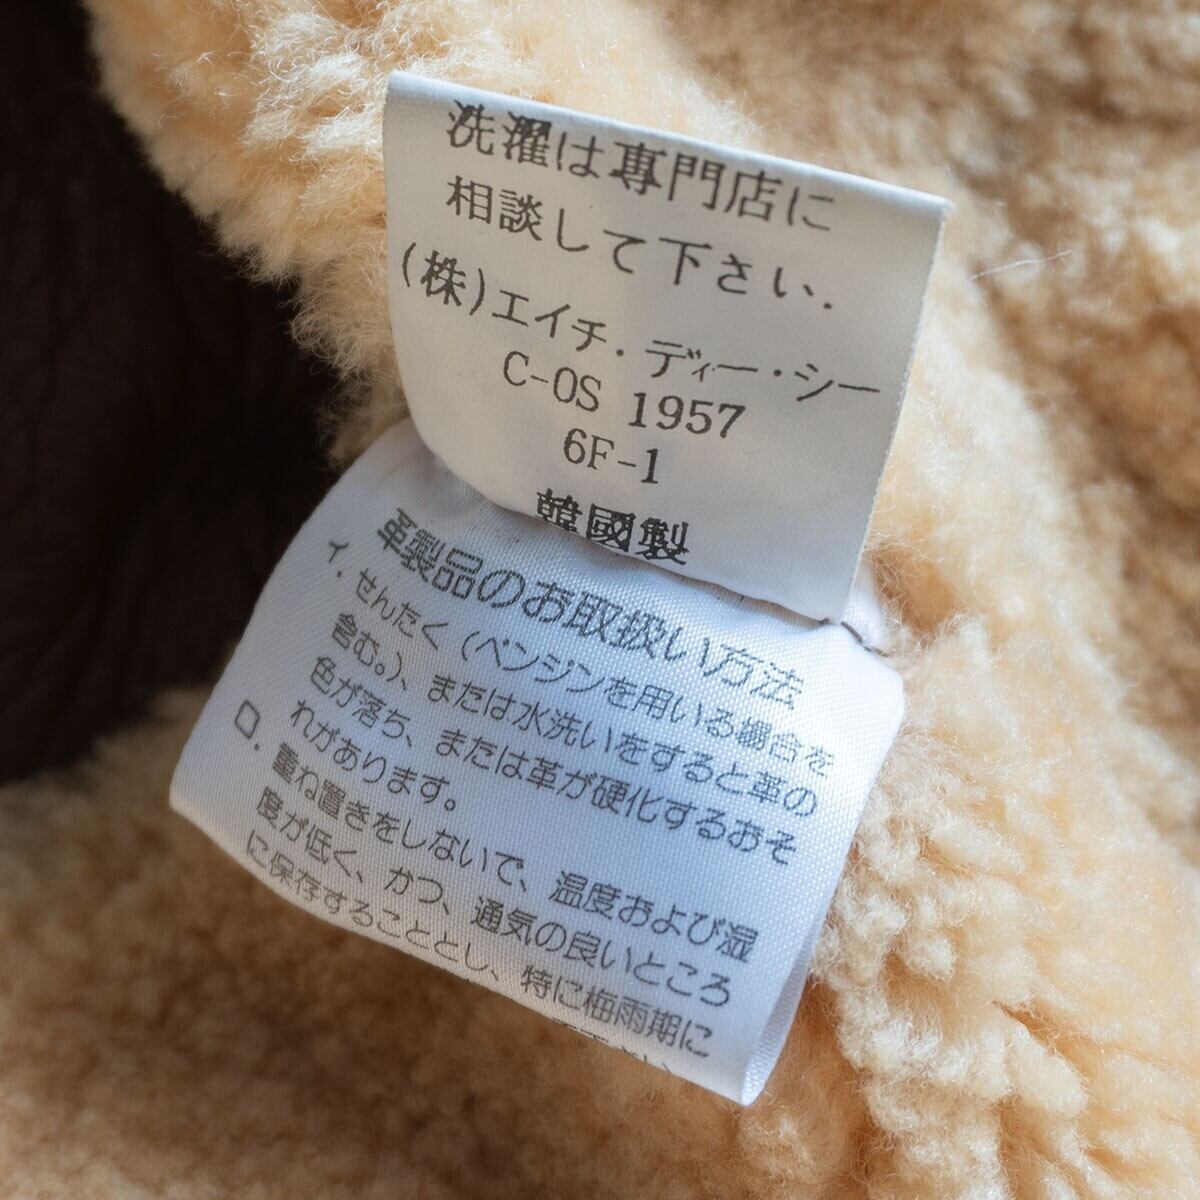 洗濯は専門店に
相談して下さい.
(株)エイチ.ディー・シー
C-OS 1957
6F-1
韓國製
革製品のお取扱い方法
イ.せんたく(ベンジンを用いる場合を
含む。)、または水洗いをすると革の
色が落ち、または革が硬化するおそ
れがあります。
ロ.重ね置きをしないで、温度および湿
度が低く、かつ、通気の良いところ
に保存することとし、特に梅雨期に